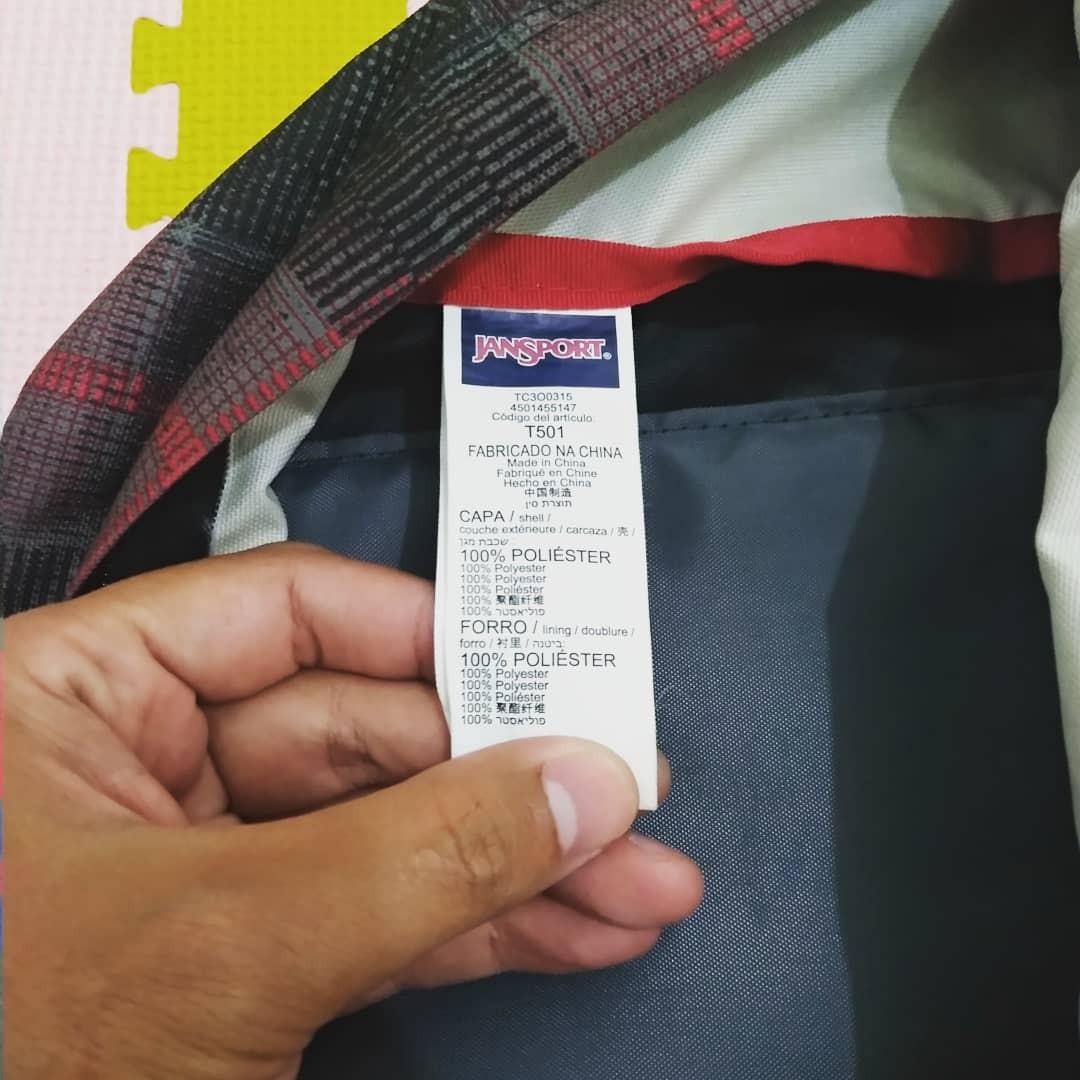 JANSPORT®
TC3O0315
4501455147
Código del artículo:
T501
FABRICADO NA CHINA
Made in China
Fabriqué en Chine
Hecho en China
中国制造
תוצרת סין
CAPA / shell /
couche extérieure / carcaza / 壳 /
שכבת מגן :
100% POLIÉSTER
100% Polyester
100% Polyester
100% Poliéster
100% 聚酯纤维
100% פוליאסטר
FORRO / lining / doublure /
forro / 衬里 / ביטנה:
100% POLIÉSTER
100% Polyester
100% Polyester
100% Poliéster
100% 聚酯纤维
100% פוליאסטר